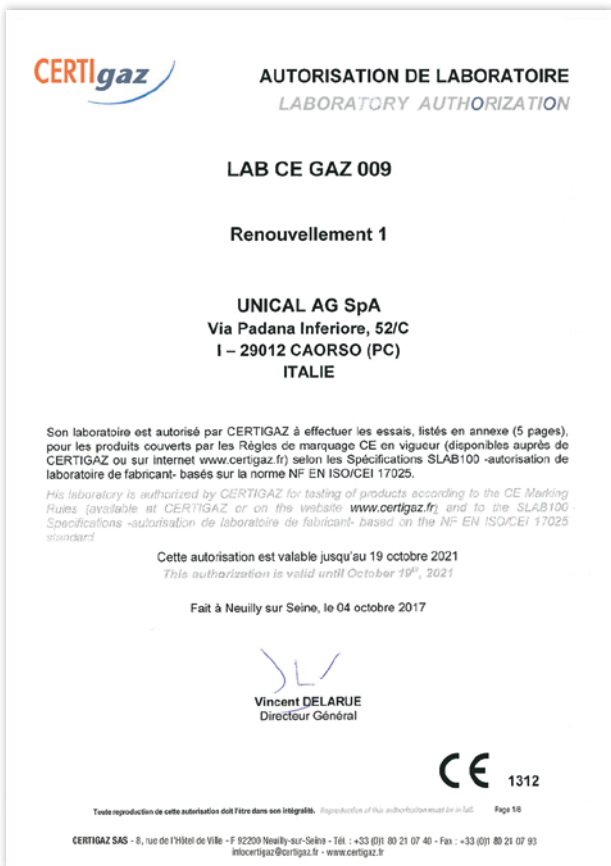 CERTIgaz
AUTORISATION DE LABORATOIRE
LABORATORY AUTHORIZATION
LAB CE GAZ 009
Renouvellement 1
UNICAL AG SpA
Via Padana Inferiore, 52/C
I – 29012 CAORSO (PC)
ITALIE
Son laboratoire est autorisé par CERTIGAZ à effectuer les essais, listés en annexe (5 pages),
pour les produits couverts par les Règles de marquage CE en vigueur (disponibles auprès de
CERTIGAZ ou sur internet www.certigaz.fr) selon les Spécifications SLAB100 -autorisation de
laboratoire de fabricant- basés sur la norme NF EN ISO/CEI 17025.
His laboratory is authorized by CERTIGAZ for testing of products according to the CE Marking
Rules (available at CERTIGAZ or on the website www.certigaz.fr) and to the SLAB100
Specifications -autorisation de laboratoire de fabricant- based on the NF EN ISO/CEI 17025
standard
Cette autorisation est valable jusqu'au 19 octobre 2021
This authorization is valid until October 19th, 2021
Fait à Neuilly sur Seine, le 04 octobre 2017
Vincent DELARUE
Directeur Général
CE 1312
Toute reproduction de cette autorisation doit l'être dans son intégralité. Reproduction of this authorisation must be in full. Page 1/6
CERTIGAZ SAS - 8, rue de l'Hôtel de Ville - F 92200 Neuilly-sur-Seine - Tél. : +33 (0)1 80 21 07 40 - Fax : +33 (0)1 80 21 07 93
infocertigaz@certigaz.fr - www.certigaz.fr